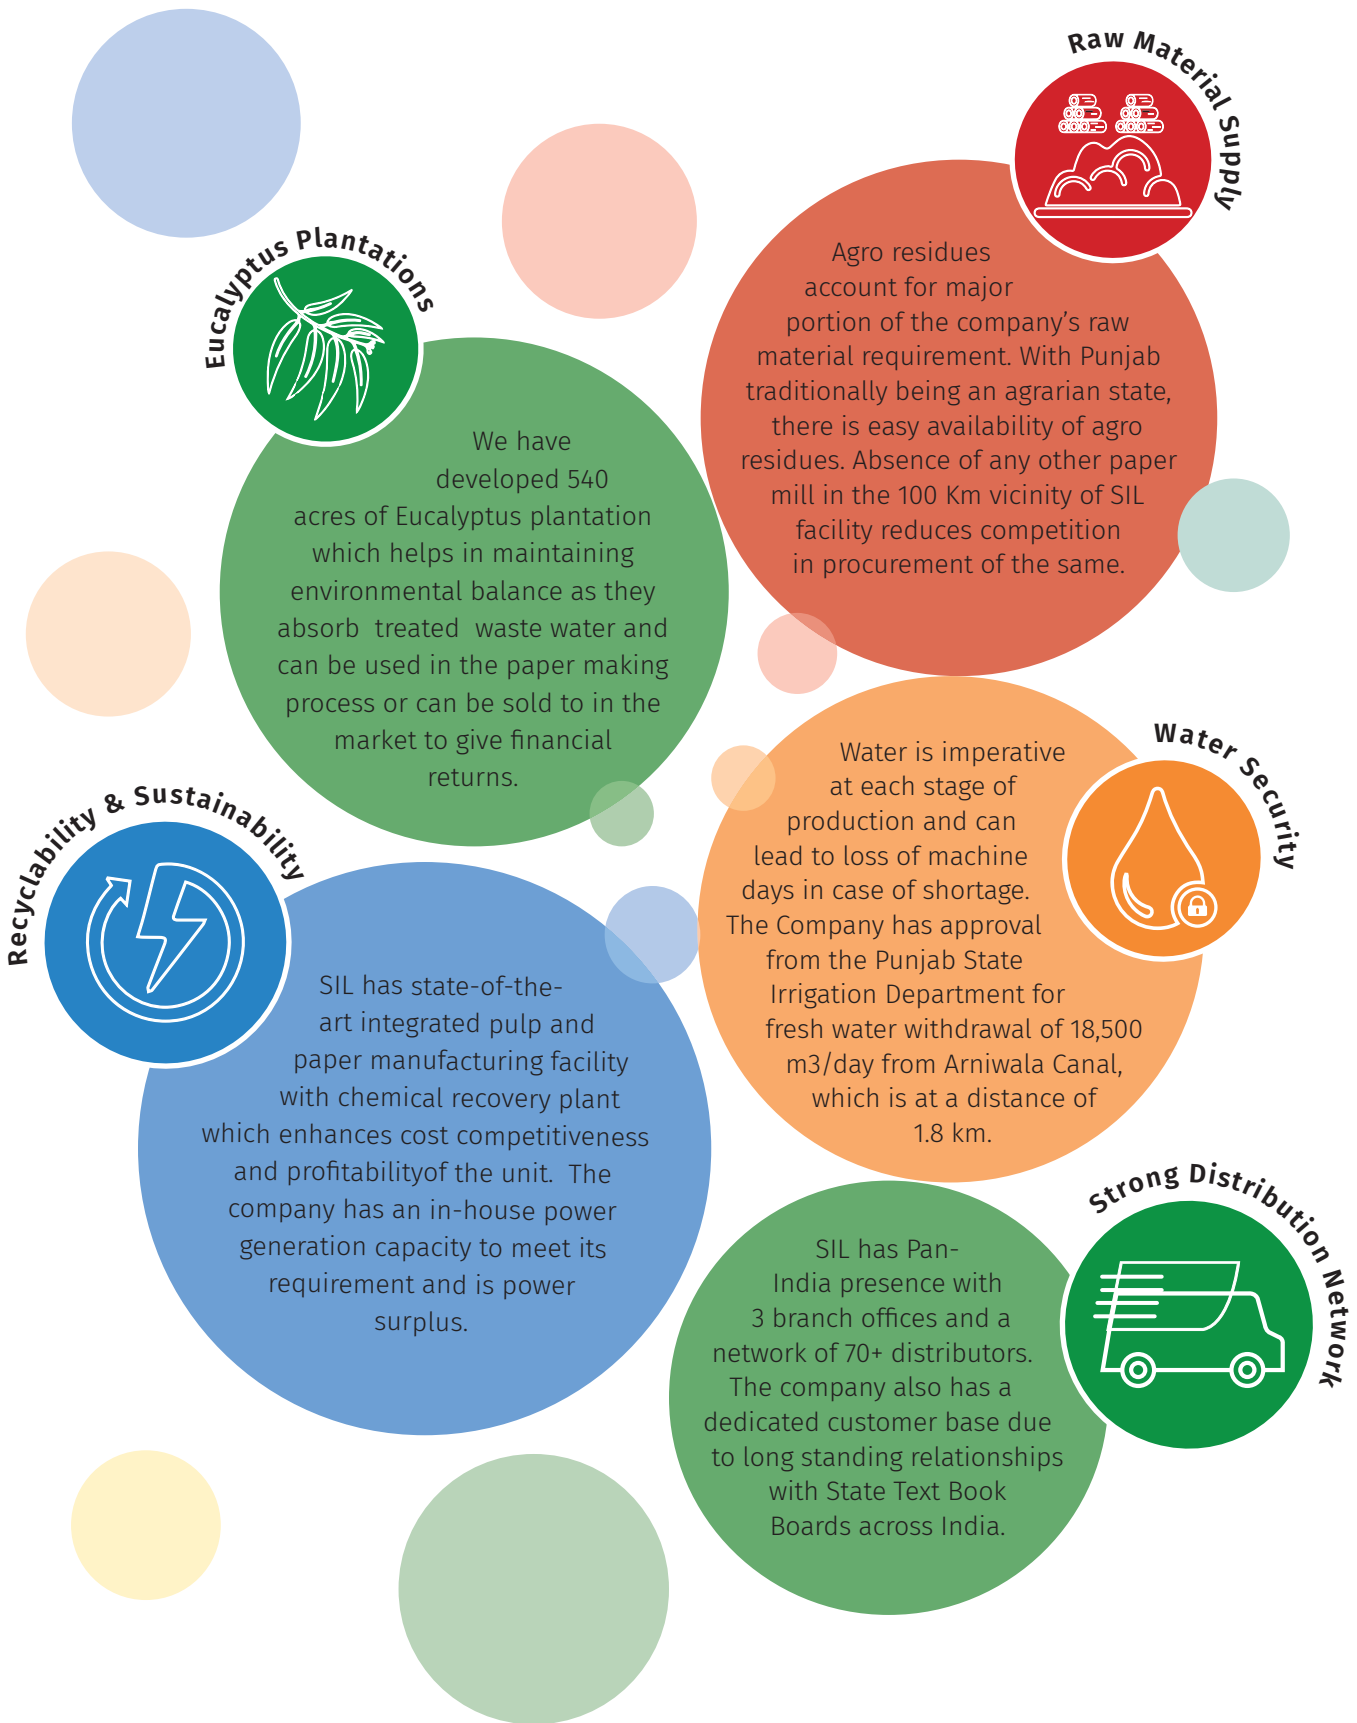 Raw Material Supply
Agro residues
account for major
portion of the company’s raw
material requirement. With Punjab
traditionally being an agrarian state,
there is easy availability of agro
residues. Absence of any other paper
mill in the 100 Km vicinity of SIL
facility reduces competition
in procurement of the same.
Eucalyptus Plantations
We have
developed 540
acres of Eucalyptus plantation
which helps in maintaining
environmental balance as they
absorb treated waste water and
can be used in the paper making
process or can be sold to in the
market to give financial
returns.
Water Security
Water is imperative
at each stage of
production and can
lead to loss of machine
days in case of shortage.
The Company has approval
from the Punjab State
Irrigation Department for
fresh water withdrawal of 18,500
m3/day from Arniwala Canal,
which is at a distance of
1.8 km.
Recyclability & Sustainability
SIL has state-of-the-
art integrated pulp and
paper manufacturing facility
with chemical recovery plant
which enhances cost competitiveness
and profitabilityof the unit. The
company has an in-house power
generation capacity to meet its
requirement and is power
surplus.
Strong Distribution Network
SIL has Pan-
India presence with
3 branch offices and a
network of 70+ distributors.
The company also has a
dedicated customer base due
to long standing relationships
with State Text Book
Boards across India.